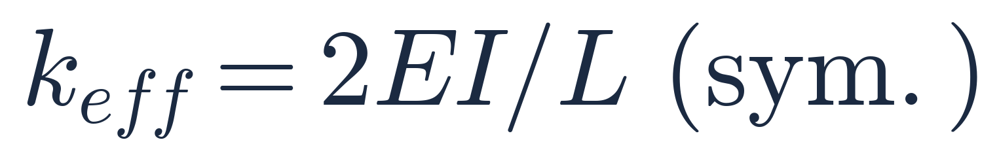 k_{eff} = 2EI/L (sym. )